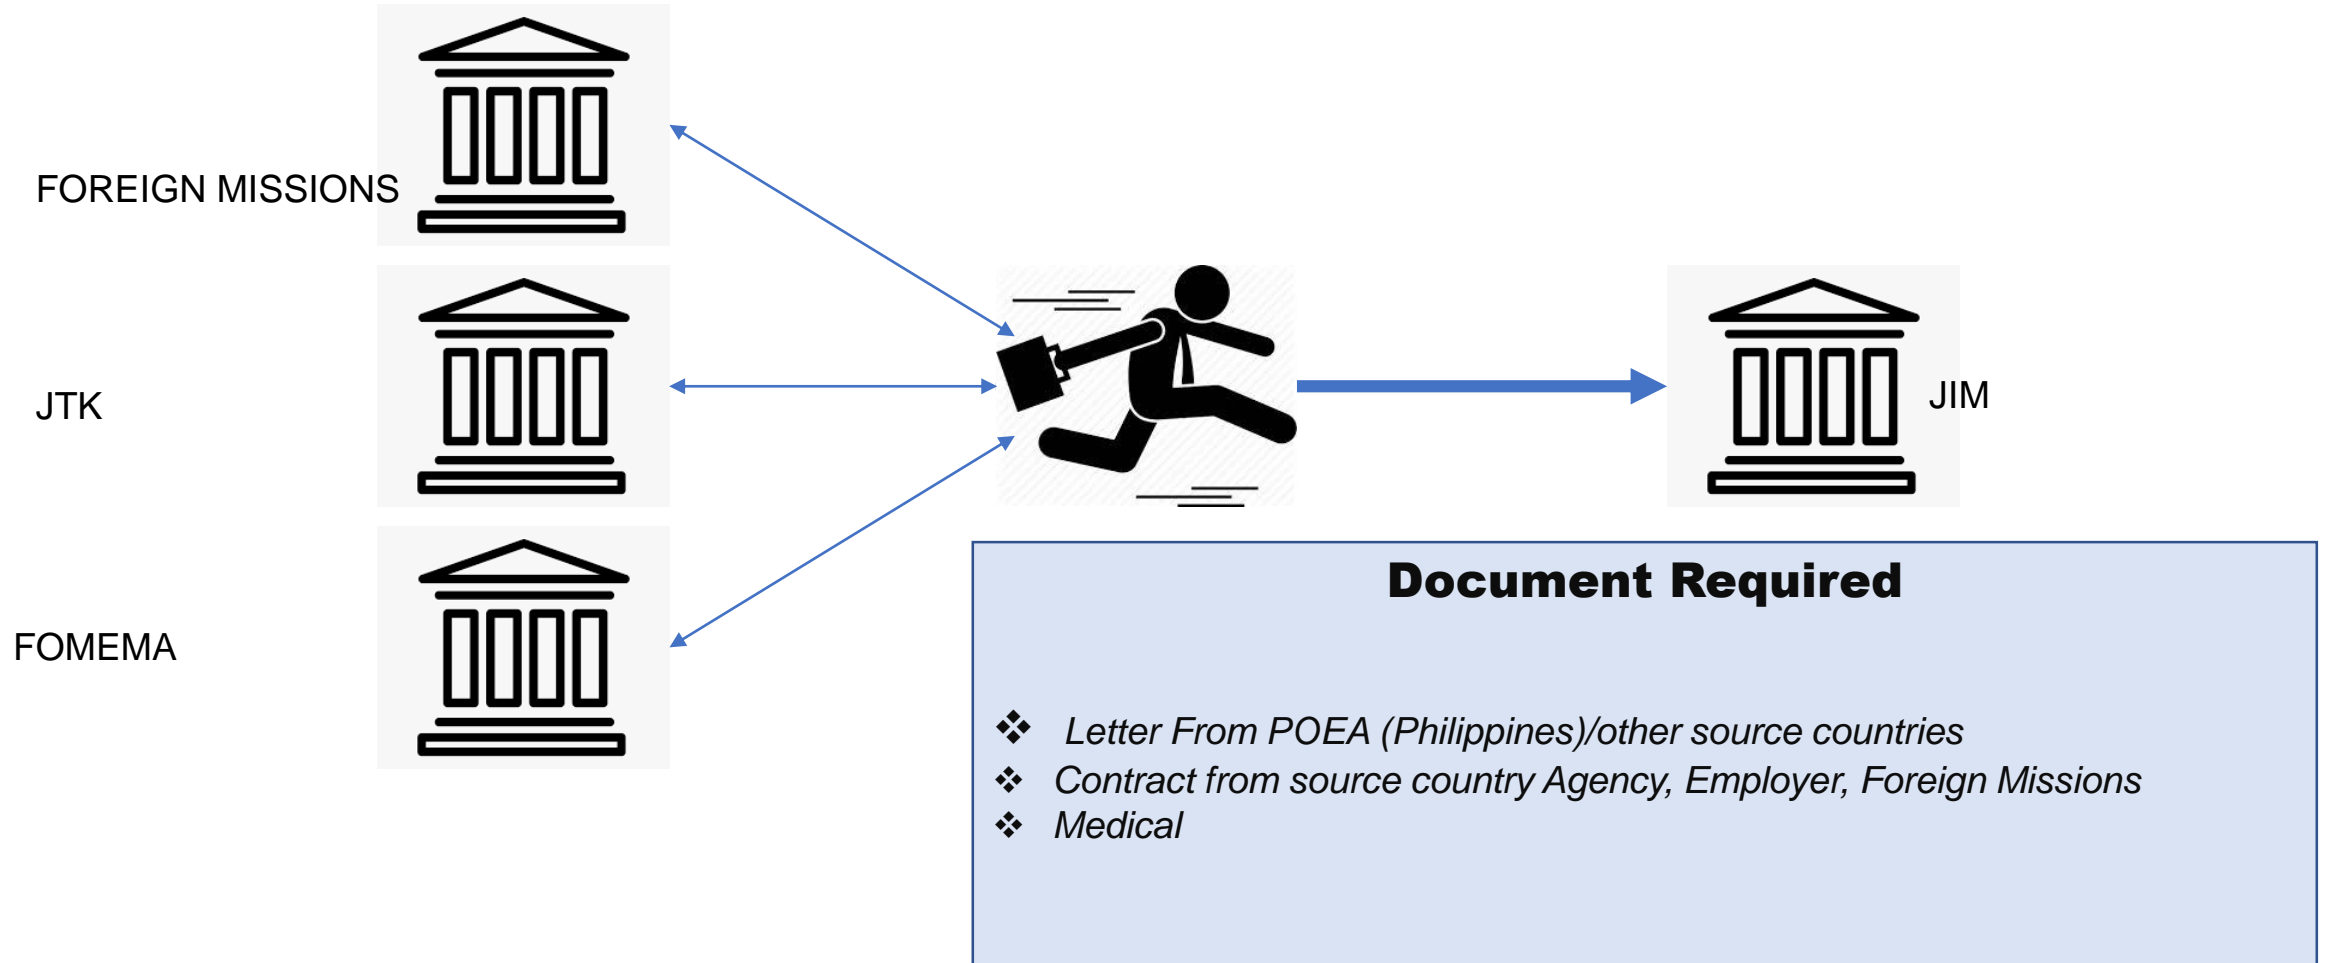 FOREIGN MISSIONS
JTK
JIM
FOMEMA
Document Required
Letter From POEA (Philippines)/other source countries
Contract from source country Agency, Employer, Foreign Missions
Medical